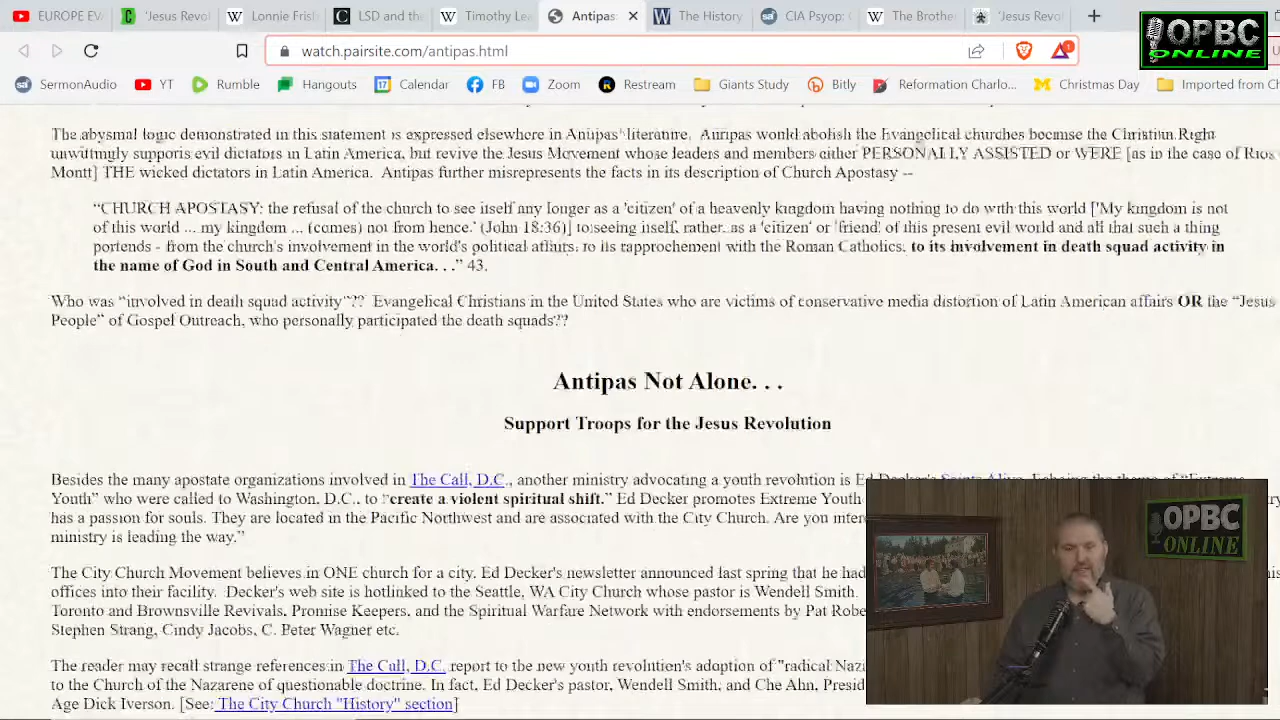 EUROPE EV
'Jesus Revol
Lonnie Frisl
LSD and the
Leading
Antipas:
The History
CIA Psyop:
The Brothe
'Jesus Revo
OPBC
ONLINE
watch.pairsite.com/antipas.html
SermonAudio YT Rumble Hangouts Calendar FB Zoom Restream Giants Study Bitly Reformation Charlo... Christmas Day Imported from Ch
The abysmal logic demonstrated in this statement is expressed elsewhere in Antipas' literature. Antipas would abolish the Evangelical churches because the Christian Right
unwittingly supports evil dictators in Latin America, but revive the Jesus Movement whose leaders and members either PERSONALLY ASSISTED or WERE [as in the case of Rios
Montt] THE wicked dictators in Latin America. Antipas further misrepresents the facts in its description of Church Apostasy --
“CHURCH APOSTASY: the refusal of the church to see itself any longer as a 'citizen' of a heavenly kingdom having nothing to do with this world ['My kingdom is not
of this world ... my kingdom ... (comes) not from hence.' (John 18:36)] to seeing itself, rather, as a 'citizen' or 'friend' of this present evil world and all that such a thing
portends - from the church's involvement in the world's political affairs, to its rapprochement with the Roman Catholics, to its involvement in death squad activity in
the name of God in South and Central America. . .” 43.
Who was “involved in death squad activity”?? Evangelical Christians in the United States who are victims of conservative media distortion of Latin American affairs OR the “Jesus
People” of Gospel Outreach, who personally participated the death squads??
Antipas Not Alone. . .
Support Troops for the Jesus Revolution
Besides the many apostate organizations involved in The Call, D.C., another ministry advocating a youth revolution is Ed Decker's Saints Alive. Echoing the theme of “Extreme
Youth” who were called to Washington, D.C., to “create a violent spiritual shift.” Ed Decker promotes Extreme Youth
has a passion for souls. They are located in the Pacific Northwest and are associated with the City Church. Are you
ministry is leading the way.”
The City Church Movement believes in ONE church for a city. Ed Decker's newsletter announced last spring that he had
offices into their facility. Decker's web site is hotlinked to the Seattle, WA City Church whose pastor is Wendell Smith.
Toronto and Brownsville Revivals, Promise Keepers, and the Spiritual Warfare Network with endorsements by Pat Robe
Stephen Strang, Cindy Jacobs, C. Peter Wagner etc.
The reader may recall strange references in The Call, D.C. report to the new youth revolution's adoption of "radical Naza
to the Church of the Nazarene of questionable doctrine. In fact, Ed Decker's pastor, Wendell Smith, and Che Ahn, Presid
Age Dick Iverson. [See: The City Church "History" section]
OPBC
ONLINE